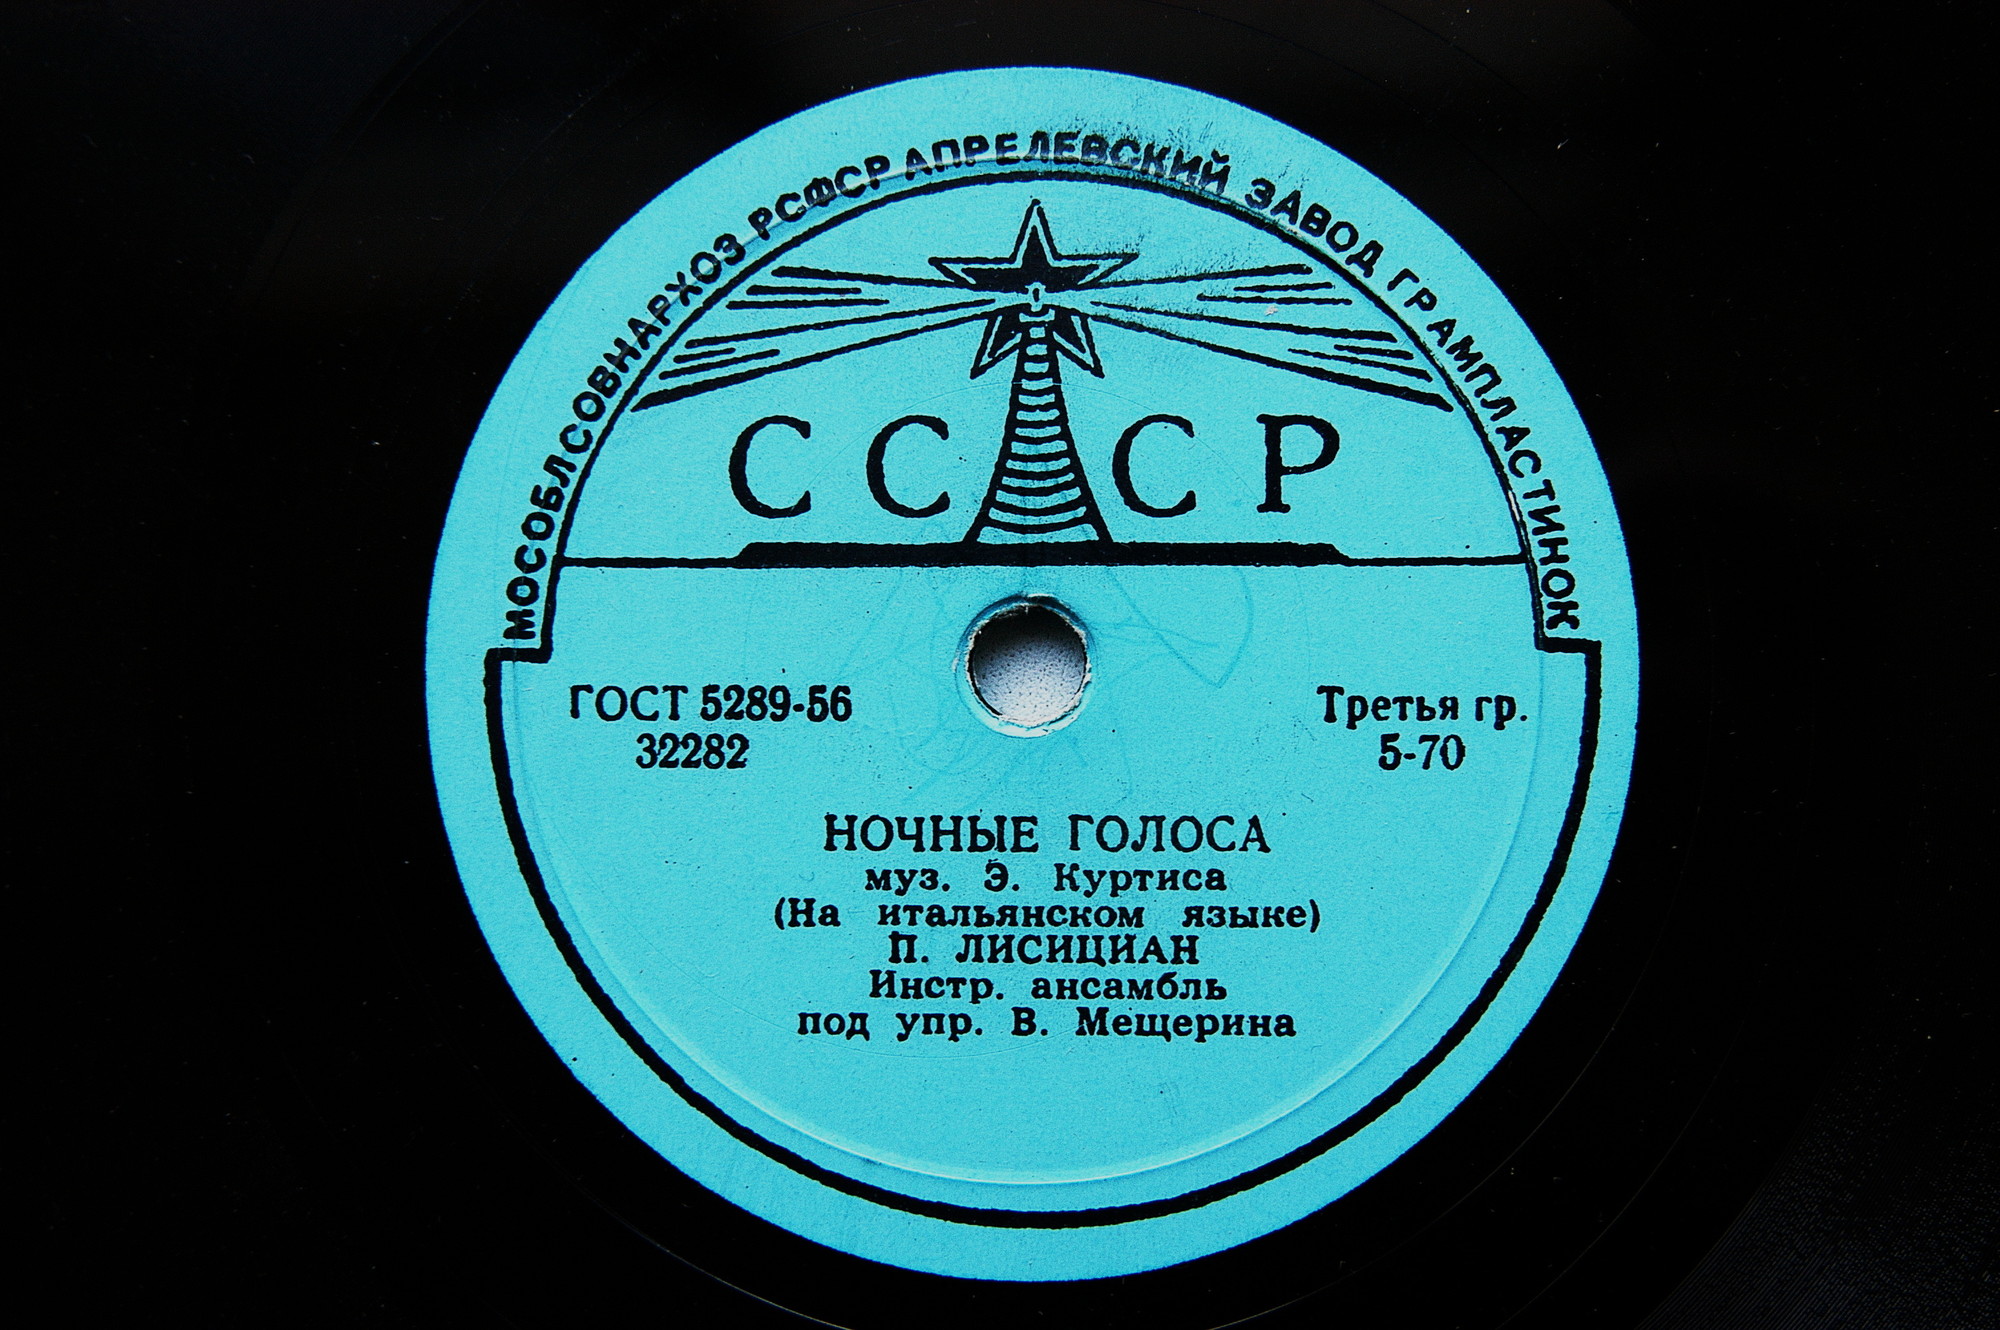 МОСОБЛСОВНАРХОЗ РСФСР АПРЕЛЕВСКИЙ ЗАВОД ГРАМПЛАСТИНОК
СССР
ГОСТ 5289-56
32282
Третья гр.
5-70
НОЧНЫЕ ГОЛОСА
муз. Э. Куртиса
(На итальянском языке)
П. ЛИСИЦИАН
Инстр. ансамбль
под упр. В. Мещерина